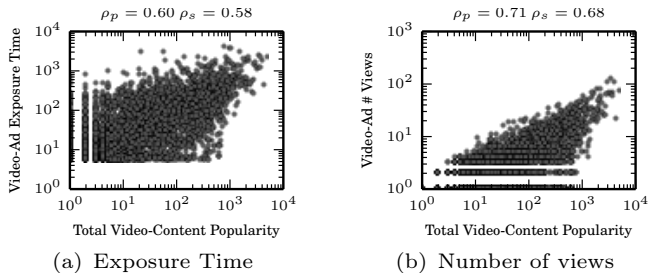 ρp = 0.60 ρs = 0.58
Video-Ad Exposure Time
10^4
10^3
10^2
10^1
10^0
10^0 10^1 10^2 10^3 10^4
Total Video-Content Popularity
(a) Exposure Time
ρp = 0.71 ρs = 0.68
Video-Ad # Views
10^3
10^2
10^1
10^0
10^0 10^1 10^2 10^3 10^4
Total Video-Content Popularity
(b) Number of views